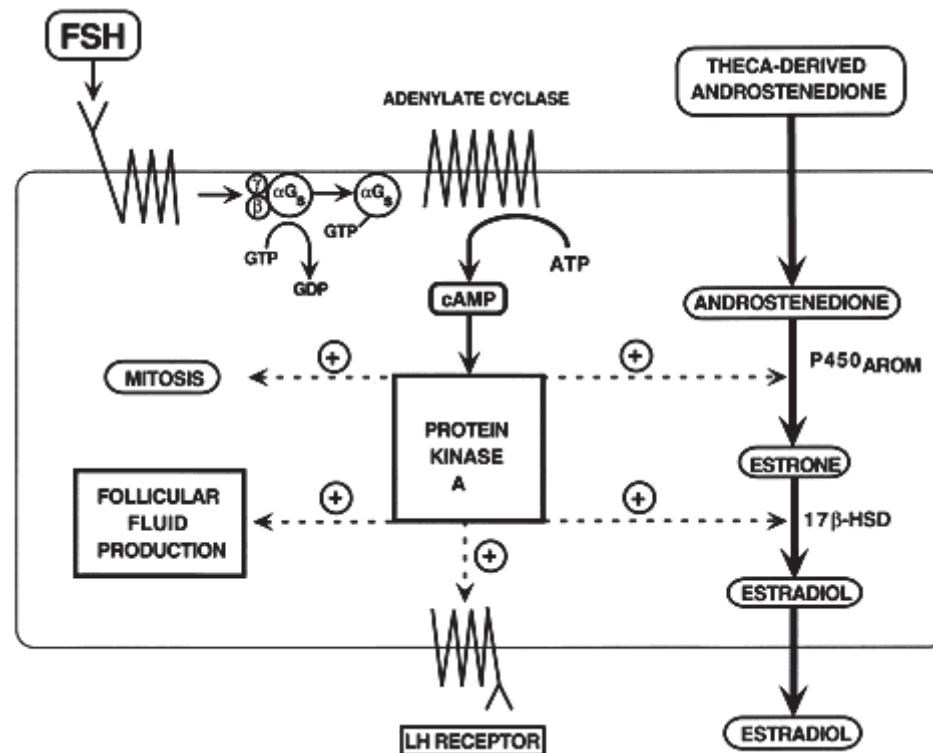 FSH
THECA-DERIVED
ANDROSTENEDIONE
ADENYLATE CYCLASE
γ
β
αGs
αGs
GTP
GTP
GDP
ATP
cAMP
ANDROSTENEDIONE
+
+
P450AROM
MITOSIS
PROTEIN
KINASE
A
ESTRONE
FOLLICULAR
FLUID
PRODUCTION
+
+
17β-HSD
+
ESTRADIOL
LH RECEPTOR
ESTRADIOL